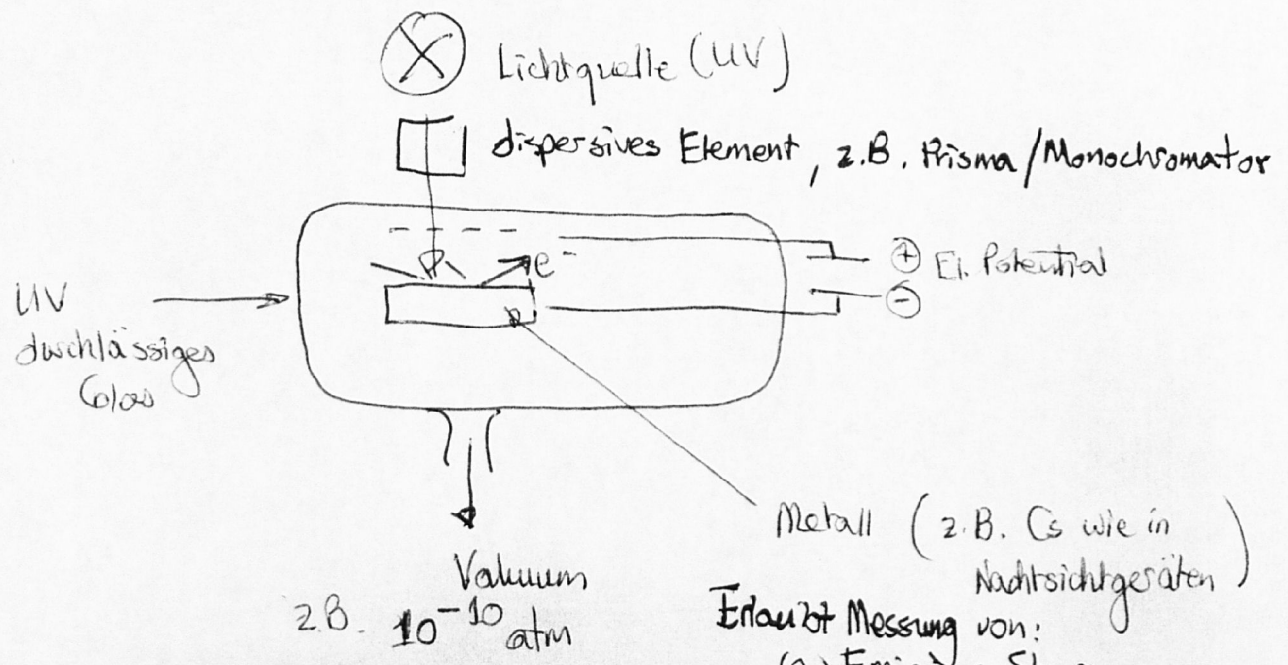 Lichtquelle (UV)
dispersives Element, z.B. Prisma/Monochromator
e-
+ El. Potential
-
UV
durchlässiges
Glas
Metall (z.B. Cs wie in
Nachtsichtgeräten)
Vakuum
z.B. 10^-10 atm
Erlaubt Messung von: